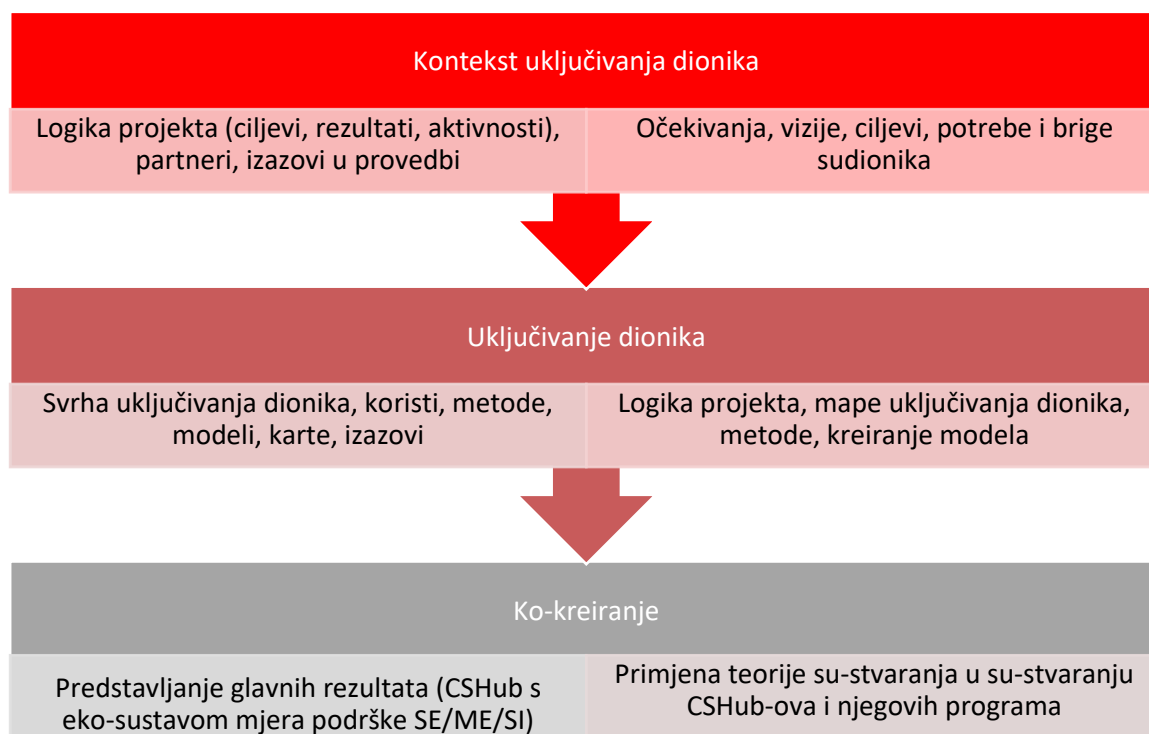 Kontekst uključivanja dionika
Logika projekta (ciljevi, rezultati, aktivnosti),
partneri, izazovi u provedbi
Očekivanja, vizije, ciljevi, potrebe i brige
sudionika
Uključivanje dionika
Svrha uključivanja dionika, koristi, metode,
modeli, karte, izazovi
Logika projekta, mape uključivanja dionika,
metode, kreiranje modela
Ko-kreiranje
Predstavljanje glavnih rezultata (CSHub s
eko-sustavom mjera podrške SE/ME/SI)
Primjena teorije su-stvaranja u su-stvaranju
CSHub-ova i njegovih programa